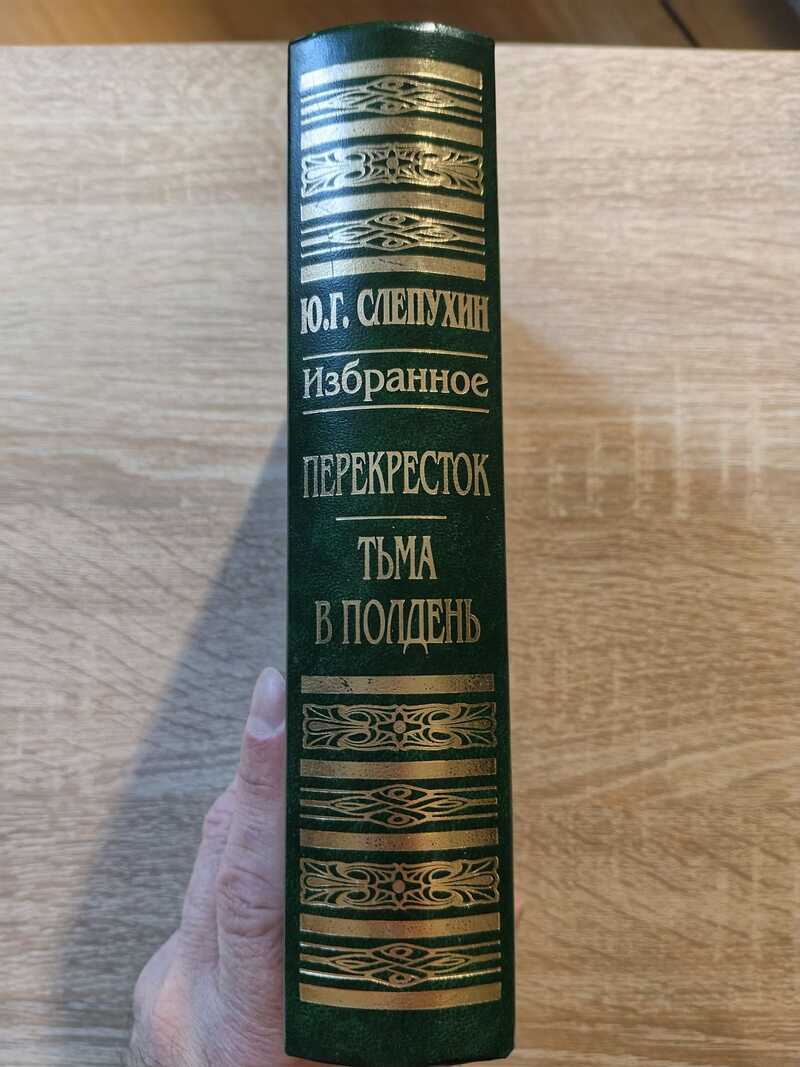 Ю.Г. СЛЕПУХИН
Избранное
ПЕРЕКРЕСТОК
ТЬМА
В ПОЛДЕНЬ